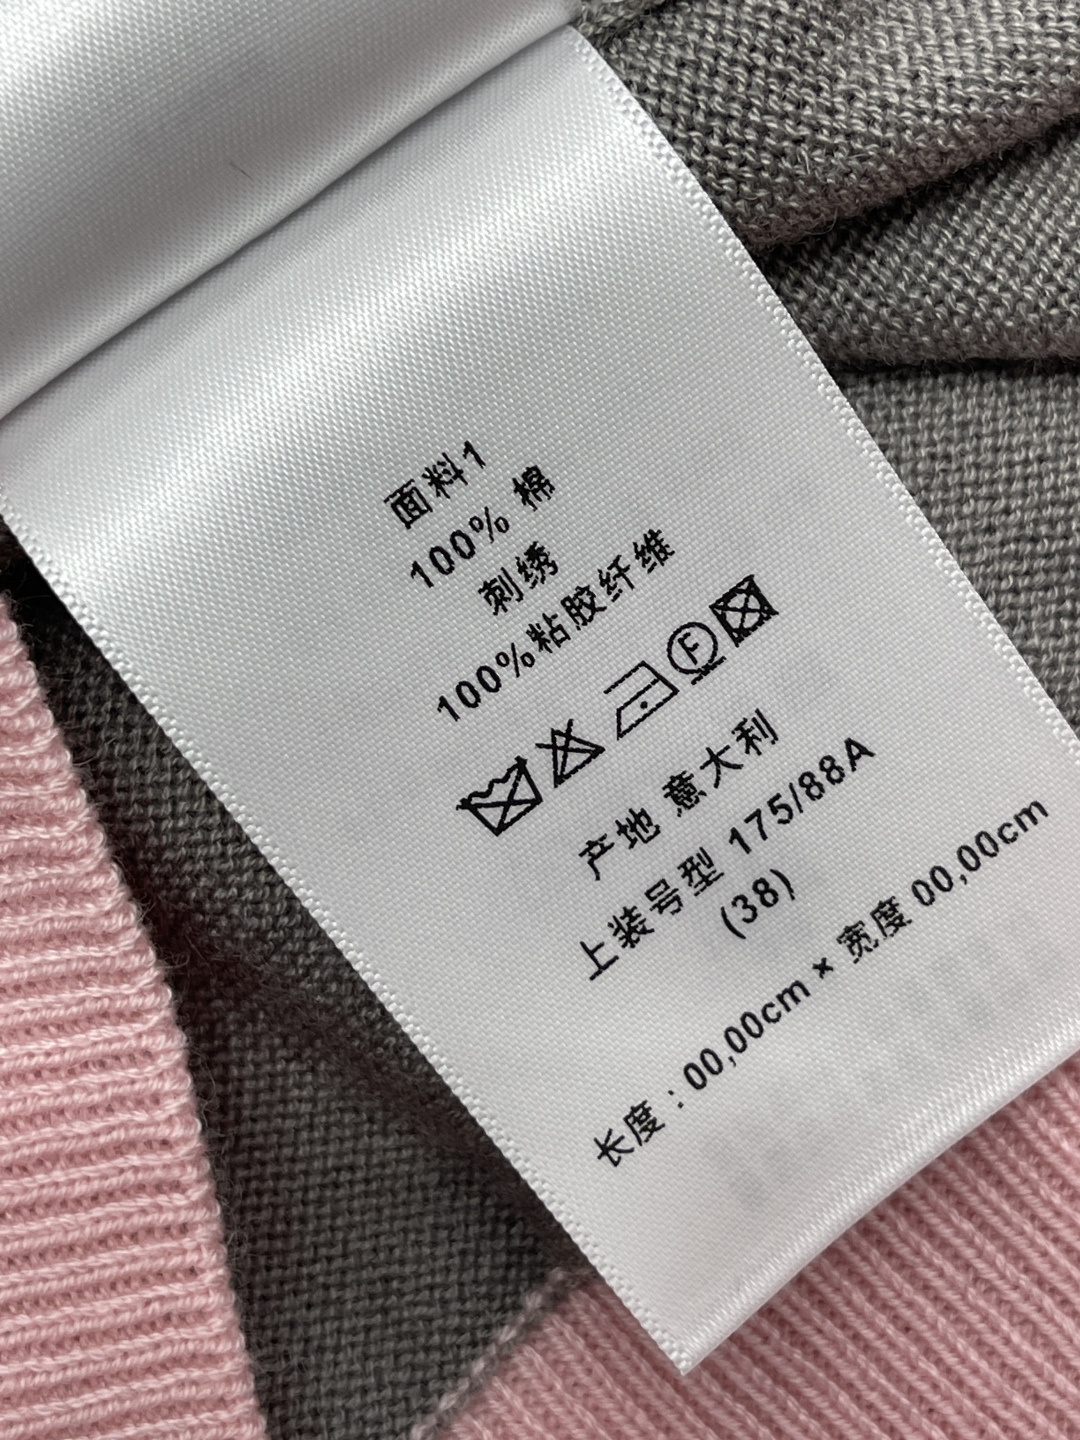 面料1
100% 棉
刺绣
100%粘胶纤维
F
产地 意大利
上装号型 175/88A
(38)
长度：00,00cm × 宽度 00,00cm